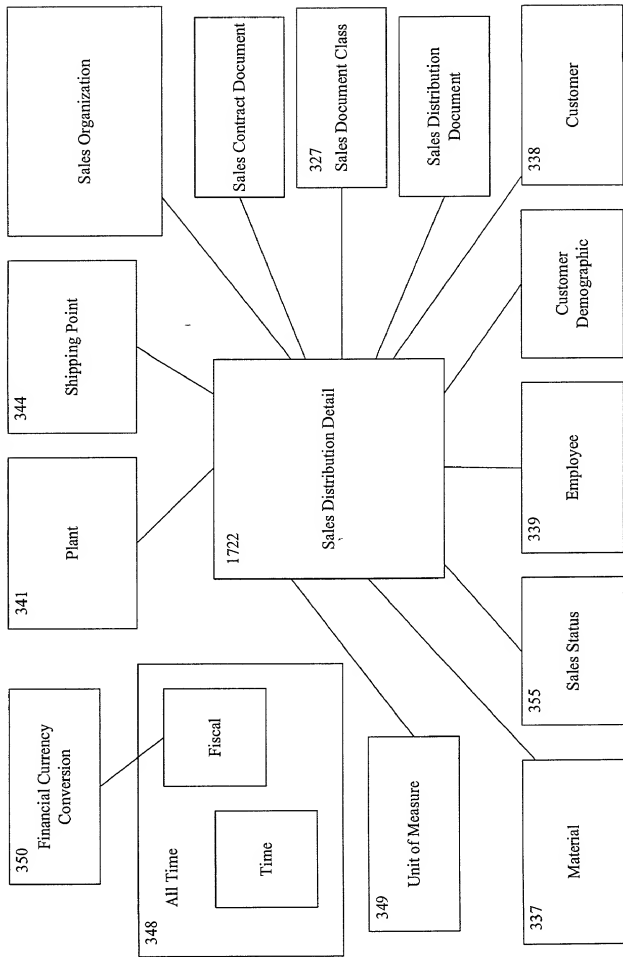 350
Financial Currency
Conversion
341
Plant
344
Shipping Point
Sales Organization
348
All Time
Fiscal
Time
1722
Sales Distribution Detail
Sales Contract Document
327
Sales Document Class
Sales Distribution
Document
349
Unit of Measure
337
Material
355
Sales Status
339
Employee
Customer
Demographic
338
Customer